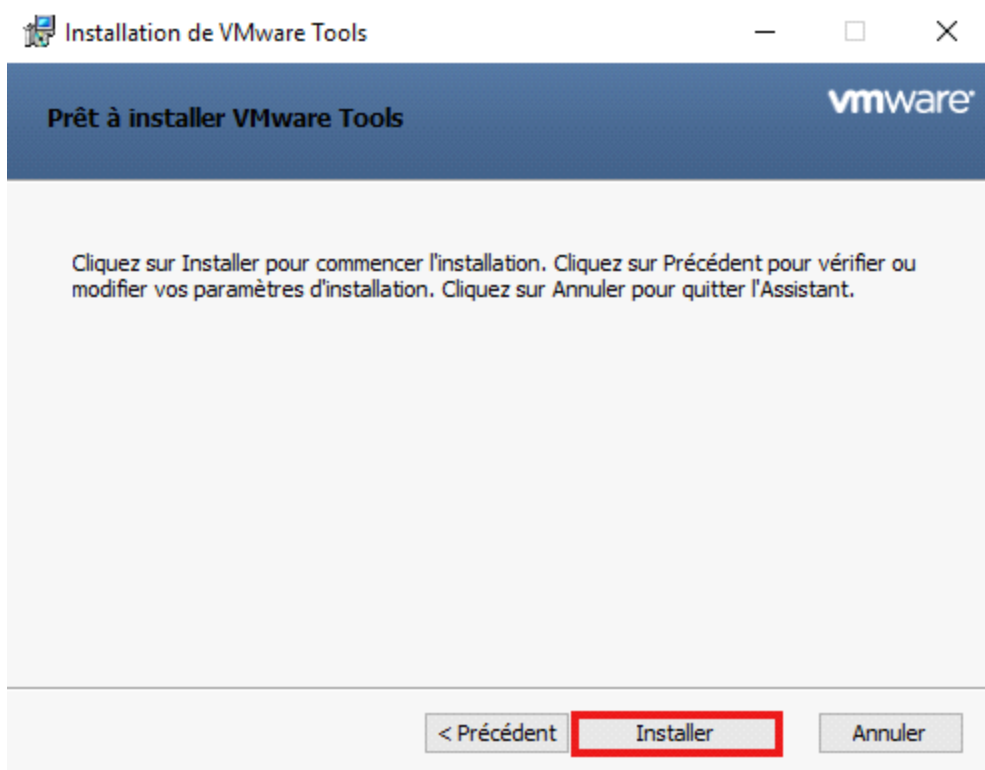 Installation de VMware Tools
vmware
Prêt à installer VMware Tools
Cliquez sur Installer pour commencer l'installation. Cliquez sur Précédent pour vérifier ou
modifier vos paramètres d'installation. Cliquez sur Annuler pour quitter l'Assistant.
< Précédent
Installer
Annuler